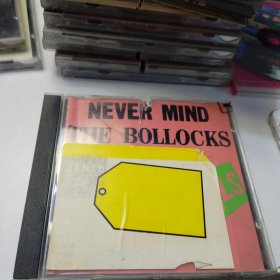 NEVER MIND
THE BOLLOCKS
S